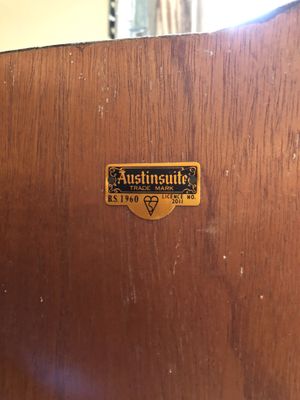 Austinsuite
TRADE MARK
B.S. 1960
LICENCE NO.
2011